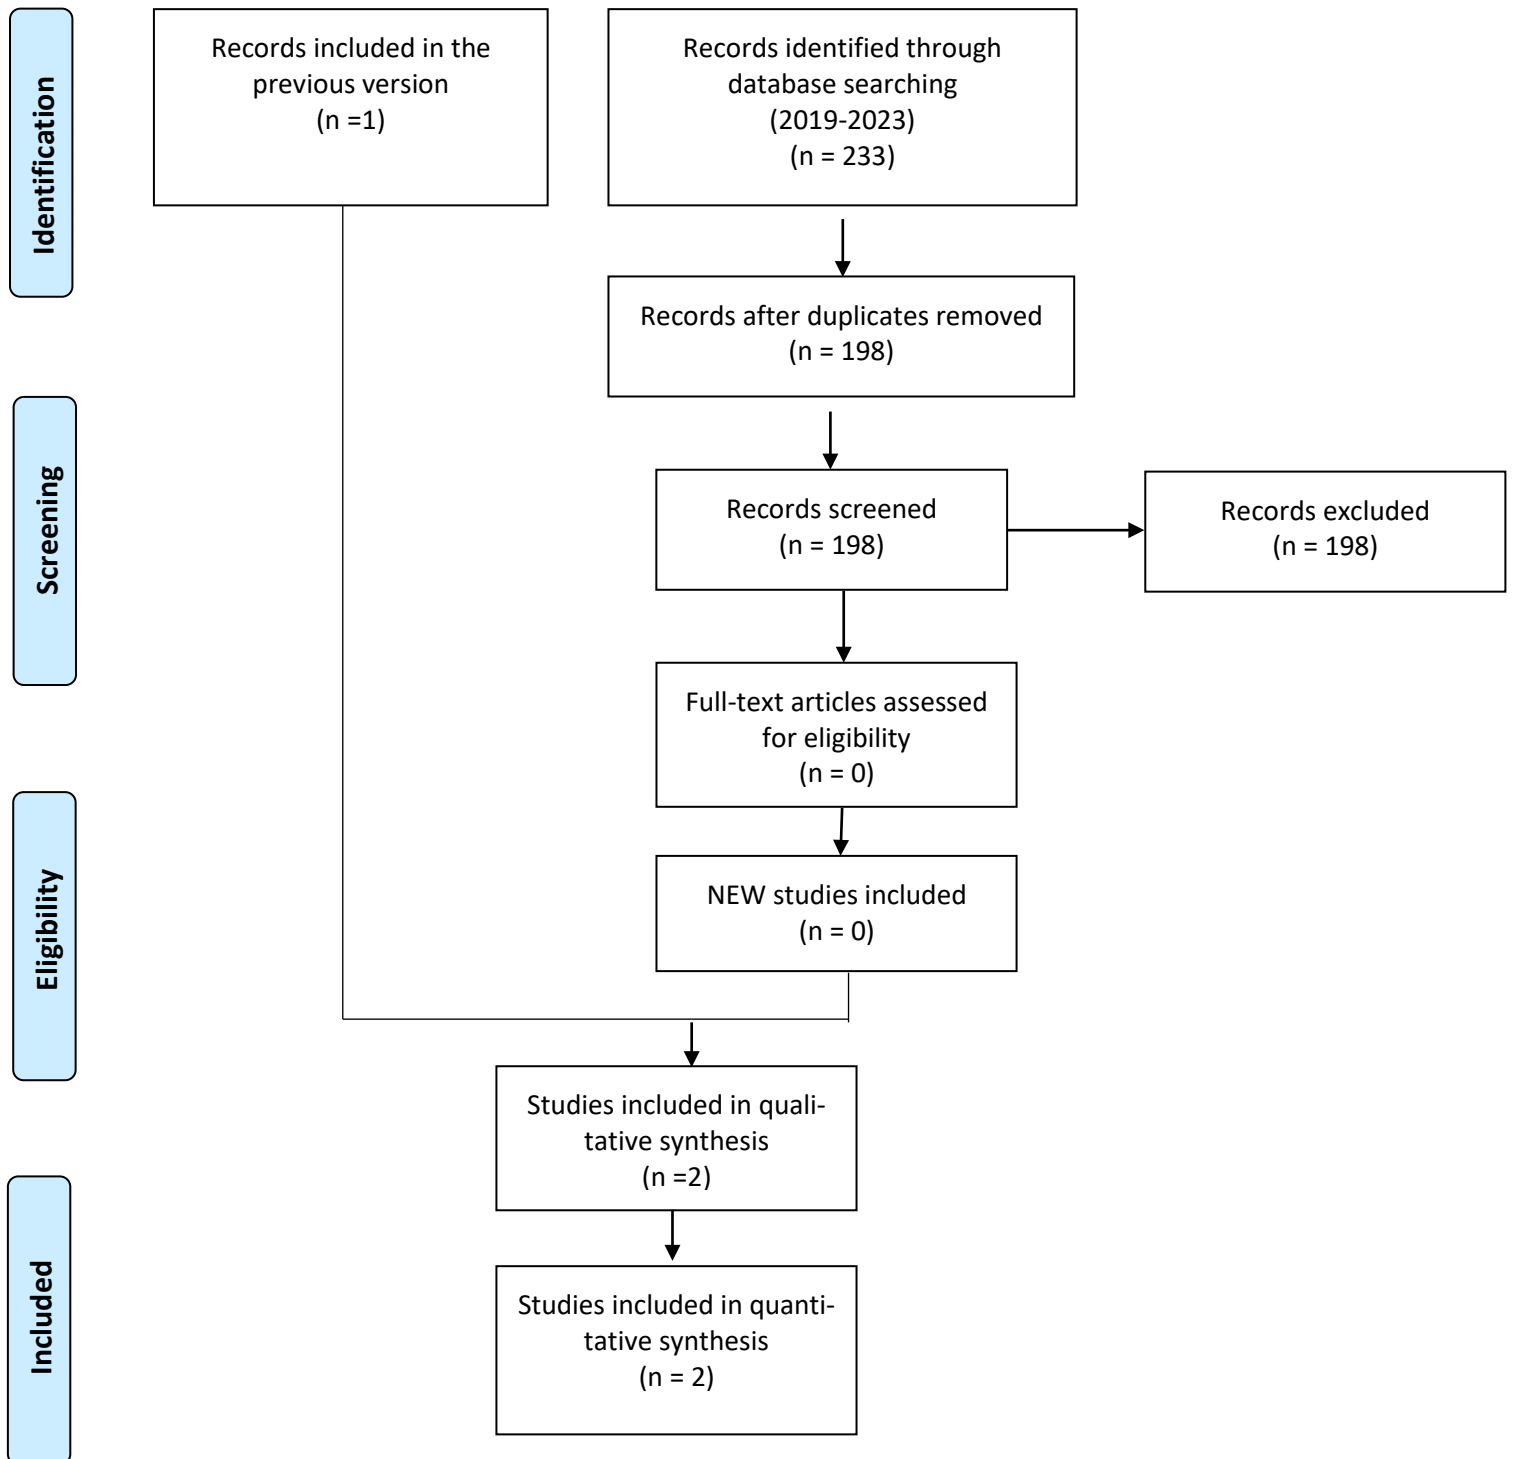 Identification
Records included in the
previous version
(n =1)
Records identified through
database searching
(2019-2023)
(n = 233)
Records after duplicates removed
(n = 198)
Screening
Records screened
(n = 198)
Records excluded
(n = 198)
Full-text articles assessed
for eligibility
(n = 0)
Eligibility
NEW studies included
(n = 0)
Studies included in quali-
tative synthesis
(n =2)
Included
Studies included in quanti-
tative synthesis
(n = 2)